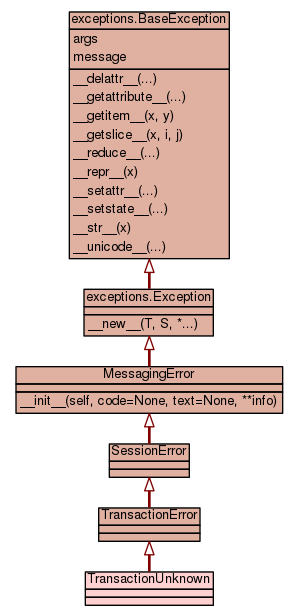 exceptions.BaseException
args
message
__delattr__(...)
__getattribute__(...)
__getitem__(x, y)
__getslice__(x, i, j)
__reduce__(...)
__repr__(x)
__setattr__(...)
__setstate__(...)
__str__(x)
__unicode__(...)
exceptions.Exception
__new__(T, S, *...)
MessagingError
__init__(self, code=None, text=None, **info)
SessionError
TransactionError
TransactionUnknown